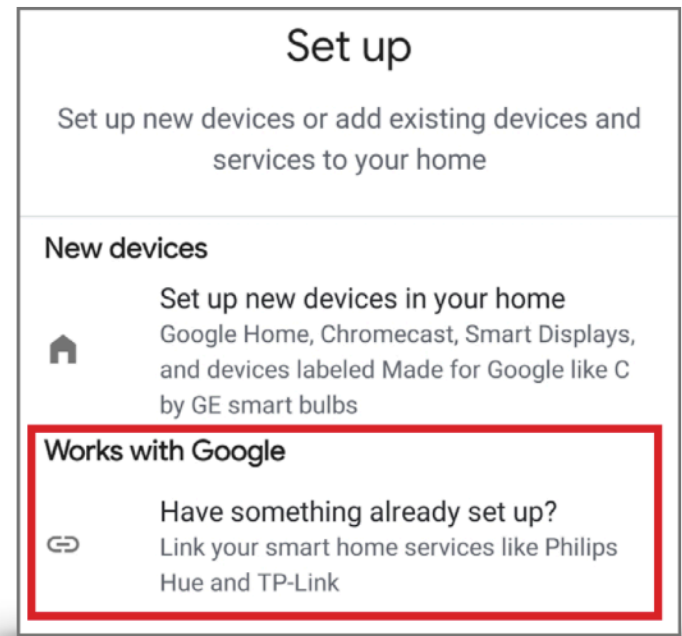 Set up
Set up new devices or add existing devices and
services to your home
New devices
Set up new devices in your home
Google Home, Chromecast, Smart Displays,
and devices labeled Made for Google like C
by GE smart bulbs
Works with Google
Have something already set up?
Link your smart home services like Philips
Hue and TP-Link